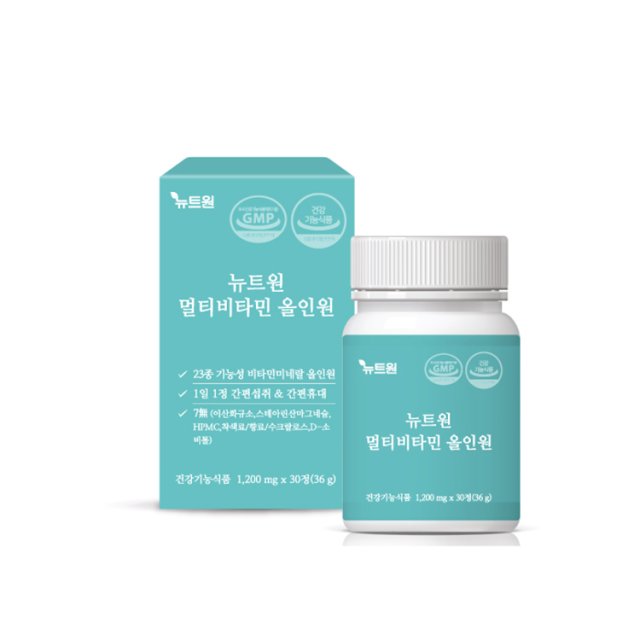 뉴트원
GMP
건강
기능식품
뉴트원
멀티비타민 올인원
✓ 23종 기능성 비타민미네랄 올인원
✓ 1일 1정 간편섭취 & 간편휴대
✓ 7無 (이산화규소,스테아린산마그네슘,
HPMC,착색료/향료/수크랄로스,D-소
비톨)
건강기능식품 1,200 mg x 30정(36 g)
뉴트원
GMP
건강
기능식품
뉴트원
멀티비타민 올인원
건강기능식품 1,200 mg x 30정(36 g)